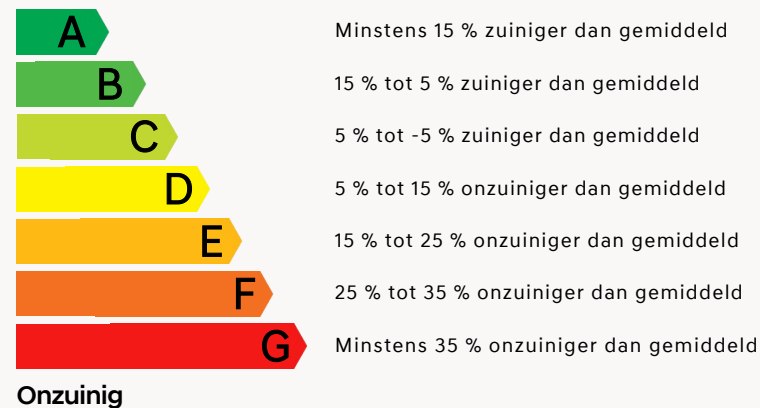 A Minstens 15 % zuiniger dan gemiddeld
B 15 % tot 5 % zuiniger dan gemiddeld
C 5 % tot -5 % zuiniger dan gemiddeld
D 5 % tot 15 % onzuiniger dan gemiddeld
E 15 % tot 25 % onzuiniger dan gemiddeld
F 25 % tot 35 % onzuiniger dan gemiddeld
G Minstens 35 % onzuiniger dan gemiddeld
Onzuinig